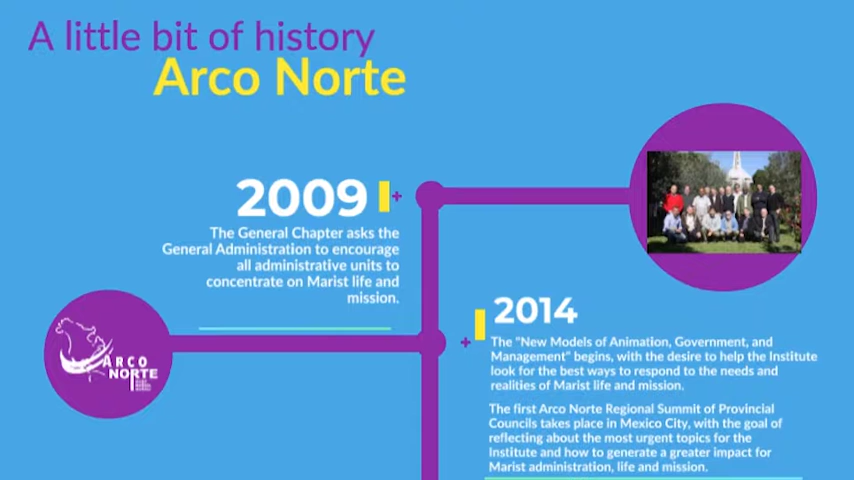 A little bit of history
Arco Norte
2009
The General Chapter asks the
General Administration to encourage
all administrative units to
concentrate on Marist life and
mission.
ARCO
NORTE
2014
The "New Models of Animation, Government, and
Management" begins, with the desire to help the Institute
look for the best ways to respond to the needs and
realities of Marist life and mission.
The first Arco Norte Regional Summit of Provincial
Councils takes place in Mexico City, with the goal of
reflecting about the most urgent topics for the
Institute and how to generate a greater impact for
Marist administration, life and mission.